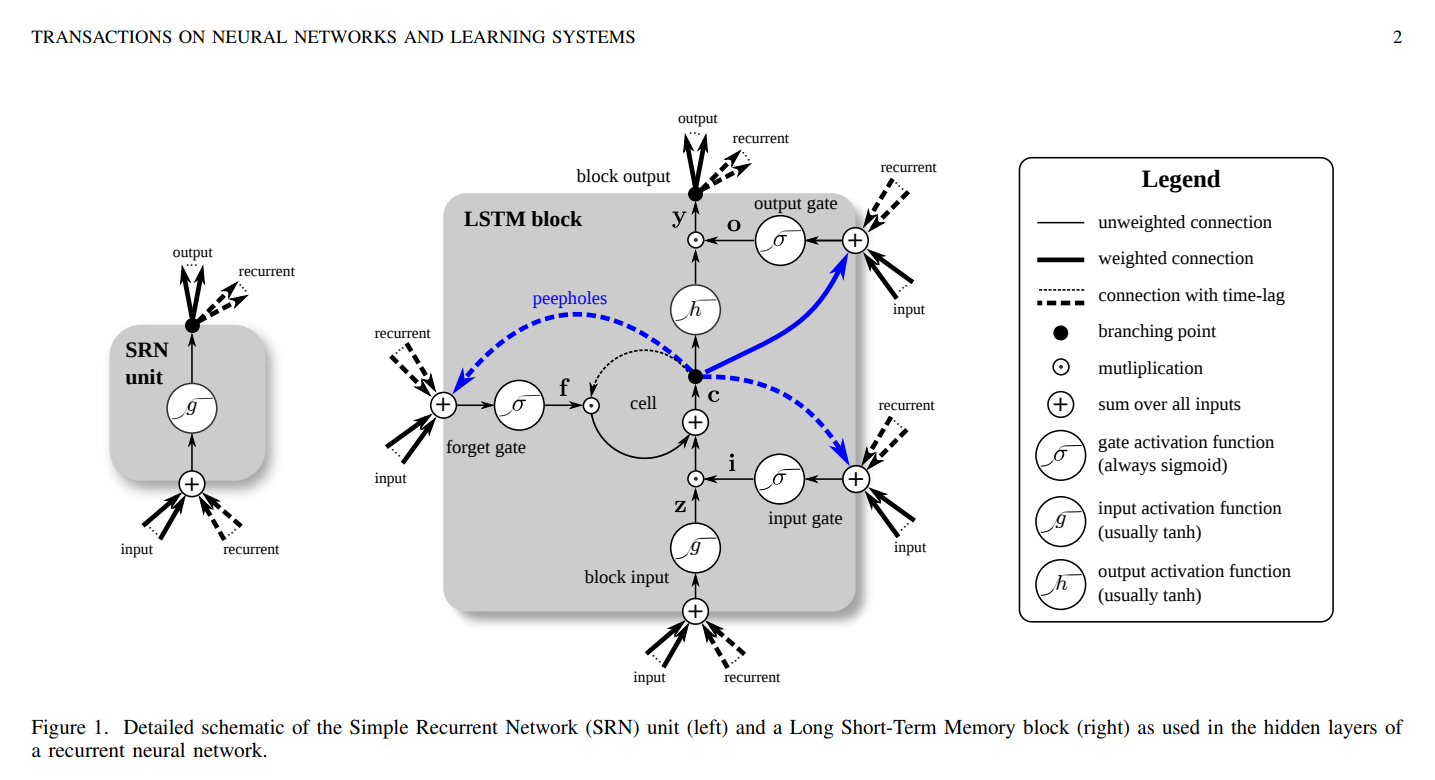 TRANSACTIONS ON NEURAL NETWORKS AND LEARNING SYSTEMS 2
output
recurrent
SRN
unit
g
+
input
recurrent
output
recurrent
block output
LSTM block
y
o
output gate
σ
+
recurrent
input
h
peepholes
recurrent
+
σ
f
cell
c
+
forget gate
input
i
σ
+
recurrent
input gate
input
z
g
block input
+
input
recurrent
Legend
unweighted connection
weighted connection
connection with time-lag
branching point
mutliplication
+ sum over all inputs
σ gate activation function
(always sigmoid)
g input activation function
(usually tanh)
h output activation function
(usually tanh)
Figure 1. Detailed schematic of the Simple Recurrent Network (SRN) unit (left) and a Long Short-Term Memory block (right) as used in the hidden layers of
a recurrent neural network.